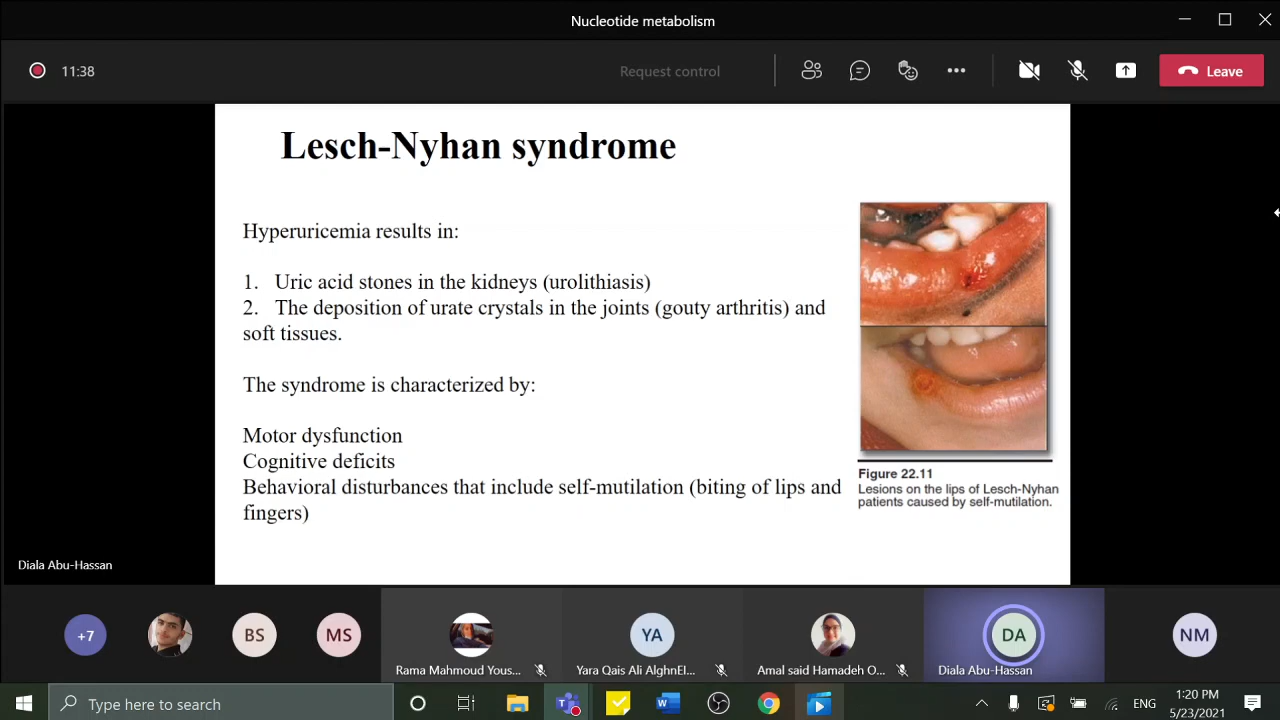 Nucleotide metabolism
11:38
Request control
Leave
Lesch-Nyhan syndrome
Hyperuricemia results in:
1. Uric acid stones in the kidneys (urolithiasis)
2. The deposition of urate crystals in the joints (gouty arthritis) and
soft tissues.
The syndrome is characterized by:
Motor dysfunction
Cognitive deficits
Behavioral disturbances that include self-mutilation (biting of lips and
fingers)
Figure 22.11
Lesions on the lips of Lesch-Nyhan
patients caused by self-mutilation.
Diala Abu-Hassan
+7
BS
MS
YA
DA
NM
Rama Mahmoud Yous...
Yara Qais Ali AlghnEl...
Amal said Hamadeh O...
Diala Abu-Hassan
Type here to search
ENG
1:20 PM
5/23/2021